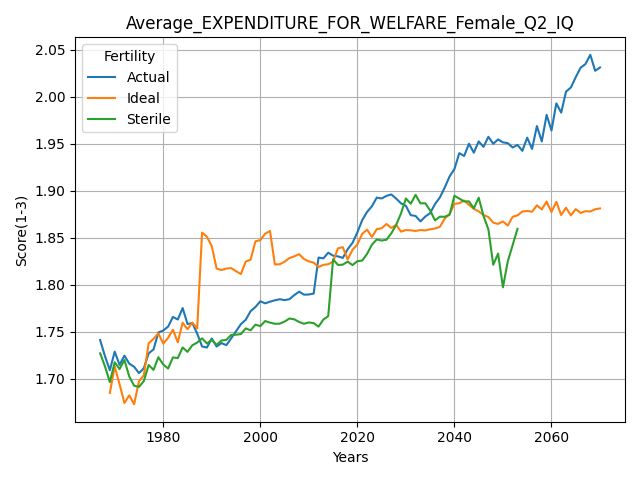 Average_EXPENDITURE_FOR_WELFARE_Female_Q2_IQ
Fertility
Actual
Ideal
Sterile
Score(1-3)
2.05
2.00
1.95
1.90
1.85
1.80
1.75
1.70
1980
2000
2020
2040
2060
Years